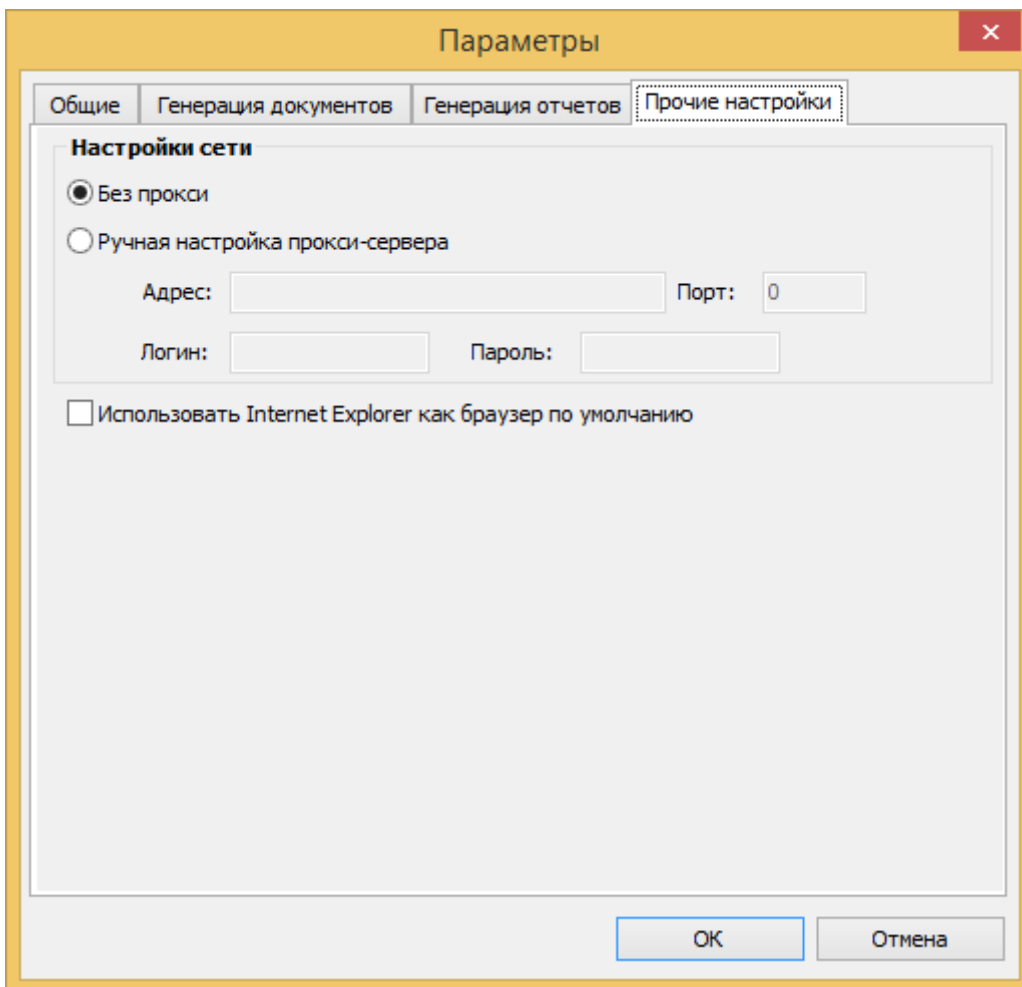 Параметры
Общие Генерация документов Генерация отчетов Прочие настройки
Настройки сети
Без прокси
Ручная настройка прокси-сервера
Адрес: Порт: 0
Логин: Пароль:
Использовать Internet Explorer как браузер по умолчанию
ОК Отмена